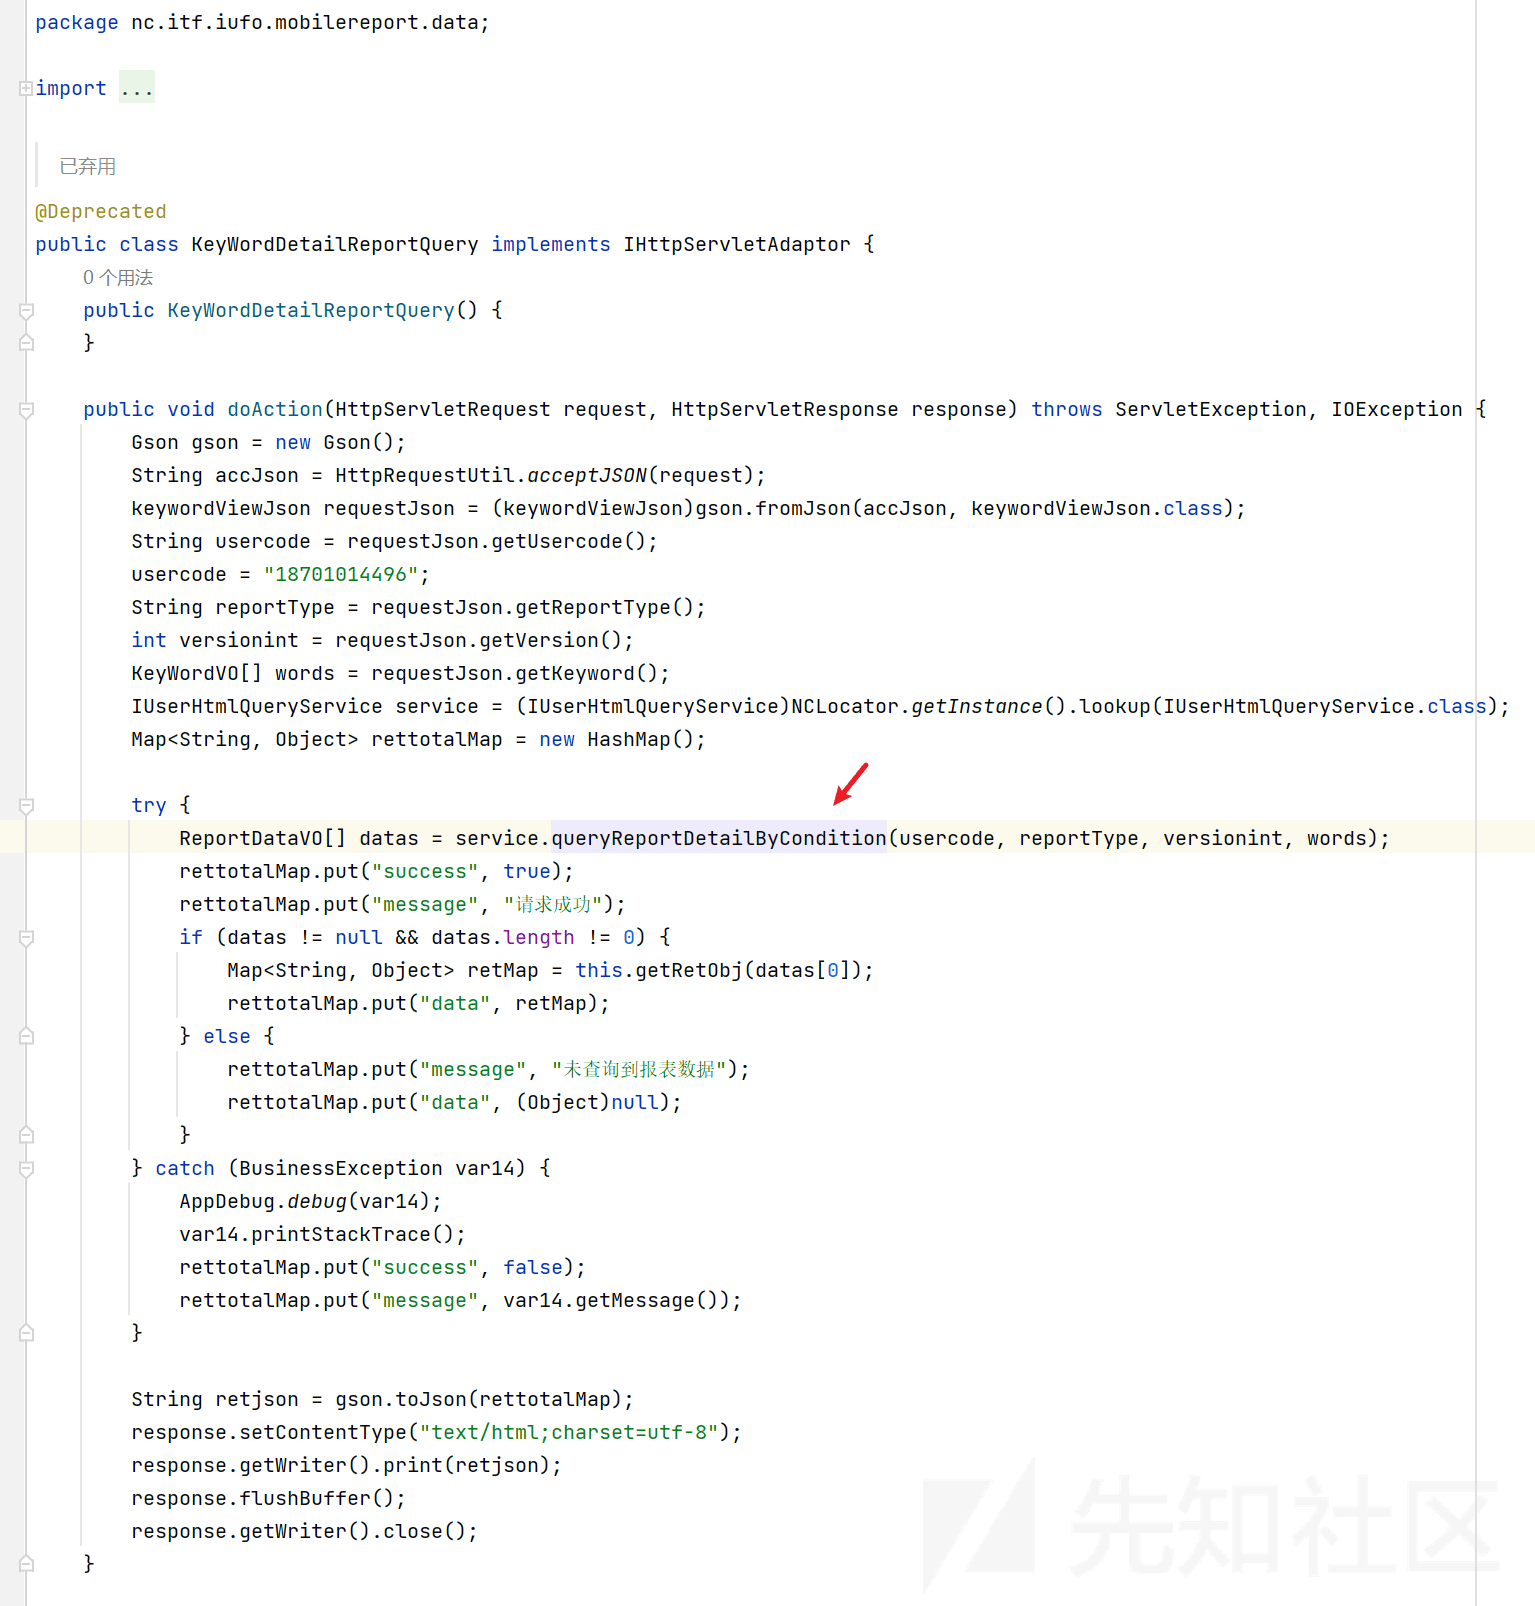 package nc.itf.iufo.mobilereport.data;
import ...
已弃用
@Deprecated
public class KeyWordDetailReportQuery implements IHttpServletAdaptor {
0 个用法
public KeyWordDetailReportQuery() {
}
public void doAction(HttpServletRequest request, HttpServletResponse response) throws ServletException, IOException {
Gson gson = new Gson();
String accJson = HttpRequestUtil.acceptJSON(request);
keywordViewJson requestJson = (keywordViewJson)gson.fromJson(accJson, keywordViewJson.class);
String usercode = requestJson.getUsercode();
usercode = "18701014496";
String reportType = requestJson.getReportType();
int versionint = requestJson.getVersion();
KeyWordVO[] words = requestJson.getKeyword();
IUserHtmlQueryService service = (IUserHtmlQueryService)NCLocator.getInstance().lookup(IUserHtmlQueryService.class);
Map<String, Object> rettotalMap = new HashMap();
try {
ReportDataVO[] datas = service.queryReportDetailByCondition(usercode, reportType, versionint, words);
rettotalMap.put("success", true);
rettotalMap.put("message", "请求成功");
if (datas != null && datas.length != 0) {
Map<String, Object> retMap = this.getRetObj(datas[0]);
rettotalMap.put("data", retMap);
} else {
rettotalMap.put("message", "未查询到报表数据");
rettotalMap.put("data", (Object)null);
}
} catch (BusinessException var14) {
AppDebug.debug(var14);
var14.printStackTrace();
rettotalMap.put("success", false);
rettotalMap.put("message", var14.getMessage());
}
String retjson = gson.toJson(rettotalMap);
response.setContentType("text/html;charset=utf-8");
response.getWriter().print(retjson);
response.flushBuffer();
response.getWriter().close();
}
先知社区